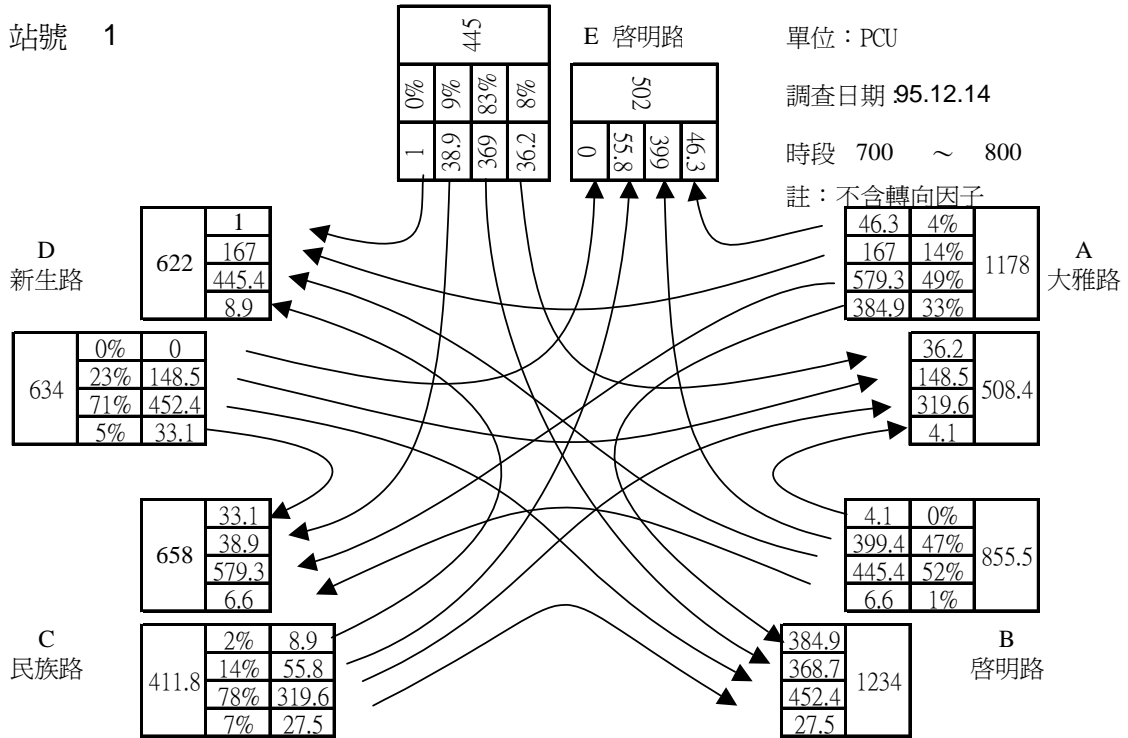 站號 1
E 啓明路
單位：PCU
調查日期 :95.12.14
時段 700 ～ 800
註：不含轉向因子
445
0% 9% 83% 8%
1 38.9 369 36.2
502
0 55.8 399 46.3
D
新生路
622
1
167
445.4
8.9
634
0% 0
23% 148.5
71% 452.4
5% 33.1
46.3 4%
167 14%
579.3 49%
384.9 33%
1178
A
大雅路
36.2
148.5
319.6
4.1
508.4
658
33.1
38.9
579.3
6.6
C
民族路
411.8
2% 8.9
14% 55.8
78% 319.6
7% 27.5
4.1 0%
399.4 47%
445.4 52%
6.6 1%
855.5
B
啓明路
384.9
368.7
452.4
27.5
1234